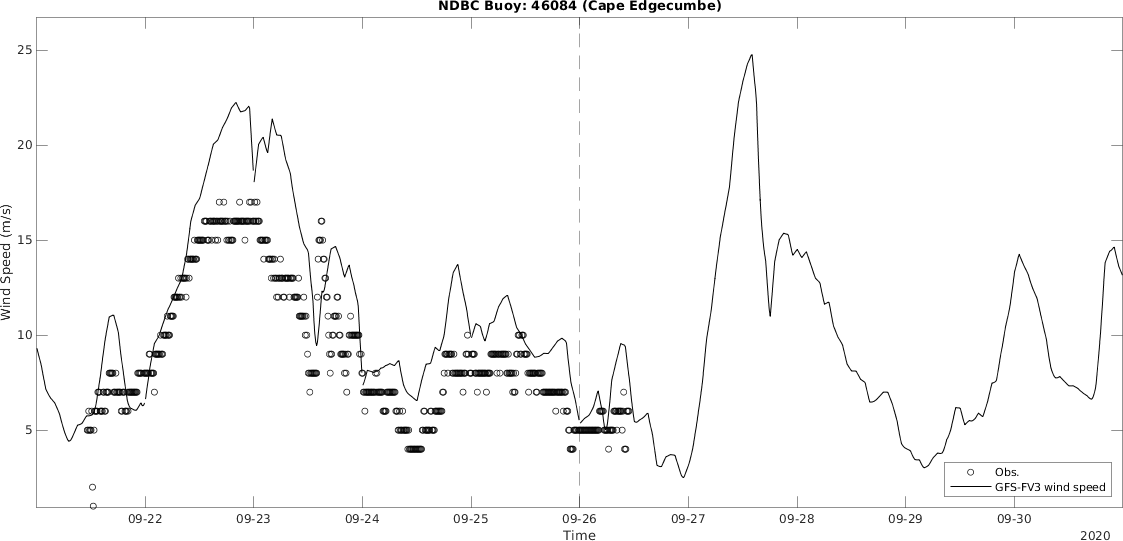 NDBC Buoy: 46084 (Cape Edgecumbe)
25
20
15
10
5
Wind Speed (m/s)
09-22 09-23 09-24 09-25 09-26 09-27 09-28 09-29 09-30
Time
2020
Obs.
GFS-FV3 wind speed